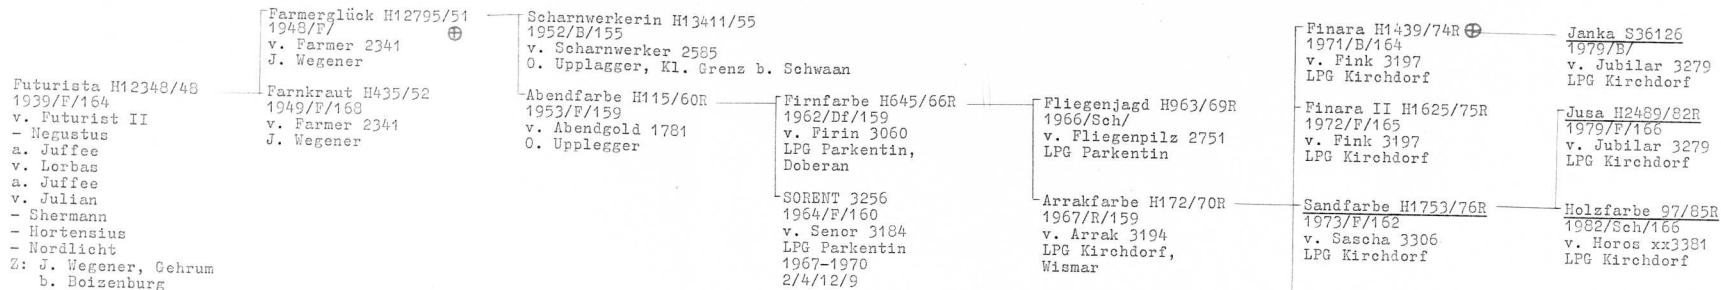 Futurista H12348/48
1939/F/164
v. Futurist II
- Negustus
a. Juffee
v. Lorbas
a. Juffee
v. Julian
- Shermann
- Hortensius
- Nordlicht
Z: J. Wegener, Gehrum
b. Boizenburg
Farmerglück H12795/51
1948/F/
v. Farmer 2341
J. Wegener
Farnkraut H435/52
1949/F/168
v. Farmer 2341
J. Wegener
Scharnwerkerin H13411/55
1952/B/155
v. Scharnwerker 2585
O. Upplagger, Kl. Grenz b. Schwaan
Abendfarbe H115/60R
1953/F/159
v. Abendgold 1781
O. Upplegger
Firnfarbe H645/66R
1962/Df/159
v. Firin 3060
LPG Parkentin,
Doberan
SORENT 3256
1964/F/160
v. Senor 3184
LPG Parkentin
1967-1970
2/4/12/9
Fliegenjagd H963/69R
1966/Sch/
v. Fliegenpilz 2751
LPG Parkentin
Arrakfarbe H172/70R
1967/R/159
v. Arrak 3194
LPG Kirchdorf,
Wismar
Finara H1439/74R
1971/B/164
v. Fink 3197
LPG Kirchdorf
Finara II H1625/75R
1972/F/165
v. Fink 3197
LPG Kirchdorf
Sandfarbe H1753/76R
1973/F/162
v. Sascha 3306
LPG Kirchdorf
Janka S36126
1979/B/
v. Jubilar 3279
LPG Kirchdorf
Jusa H2489/82R
1979/F/166
v. Jubilar 3279
LPG Kirchdorf
Holzfarbe 97/85R
1982/Sch/166
v. Horos xx3381
LPG Kirchdorf